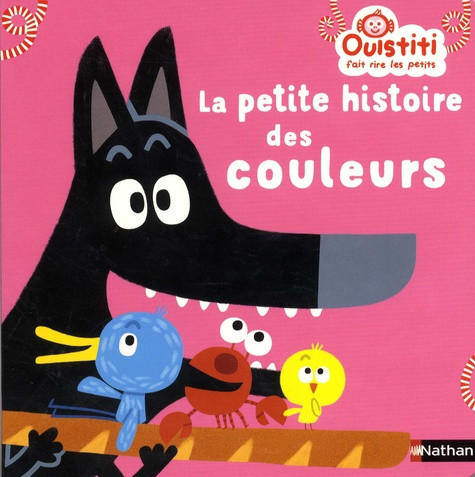 Ouistiti
fait rire les petits
La petite histoire
des
couleurs
Nathan